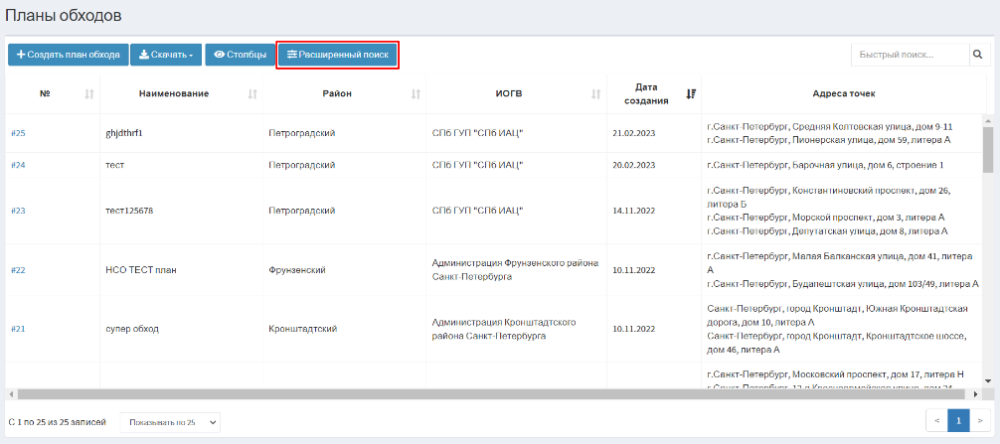 Планы обходов
Создать план обхода
Скачать
Столбцы
Расширенный поиск
Быстрый поиск...
№
Наименование
Район
ИОГВ
Дата
создания
Адреса точек
#25
ghjdthrf1
Петроградский
СПб ГУП "СПб ИАЦ"
21.02.2023
г.Санкт-Петербург, Средняя Колтовская улица, дом 9-11
г.Санкт-Петербург, Пионерская улица, дом 59, литера А
#24
тест
Петроградский
СПб ГУП "СПб ИАЦ"
20.02.2023
г.Санкт-Петербург, Барочная улица, дом 6, строение 1
#23
тест125678
Петроградский
СПб ГУП "СПб ИАЦ"
14.11.2022
г.Санкт-Петербург, Константиновский проспект, дом 26,
литера Б
г.Санкт-Петербург, Морской проспект, дом 3, литера А
г.Санкт-Петербург, Депутатская улица, дом 8, литера А
#22
НСО ТЕСТ план
Фрунзенский
Администрация Фрунзенского района
Санкт-Петербурга
10.11.2022
г.Санкт-Петербург, Малая Балканская улица, дом 41, литера
А
г.Санкт-Петербург, Будапештская улица, дом 103/49, литера А
#21
супер обход
Кронштадтский
Администрация Кронштадтского
района Санкт-Петербурга
10.11.2022
Санкт-Петербург, город Кронштадт, Южная Кронштадтская
дорога, дом 10, литера А
Санкт-Петербург, город Кронштадт, Кронштадтское шоссе,
дом 46, литера А
г.Санкт-Петербург, Московский проспект, дом 17, литера Н
С 1 по 25 из 25 записей
Показывать по 25
<
1
>